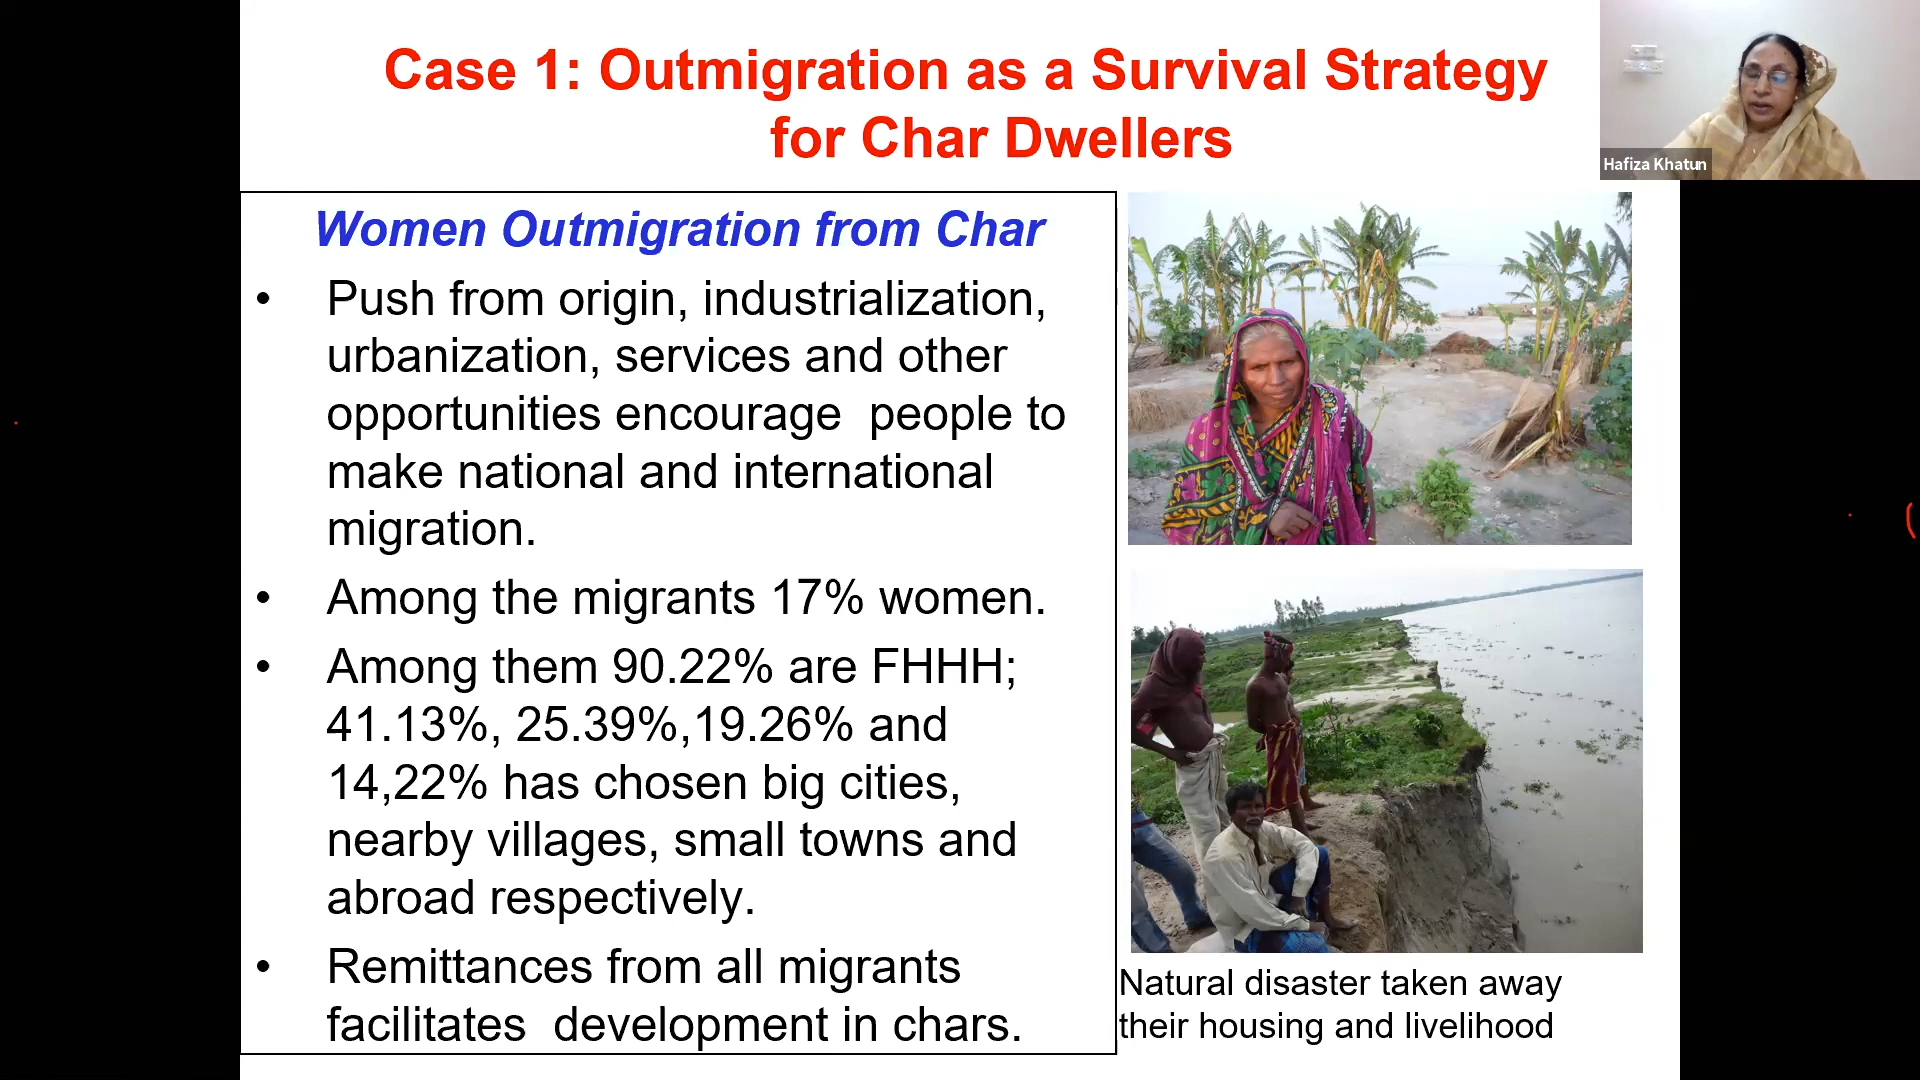 Case 1: Outmigration as a Survival Strategy
for Char Dwellers
Hafiza Khatun
Women Outmigration from Char
• Push from origin, industrialization,
urbanization, services and other
opportunities encourage  people to
make national and international
migration.
• Among the migrants 17% women.
• Among them 90.22% are FHHH;
41.13%, 25.39%,19.26% and
14,22% has chosen big cities,
nearby villages, small towns and
abroad respectively.
• Remittances from all migrants
facilitates  development in chars.
Natural disaster taken away
their housing and livelihood